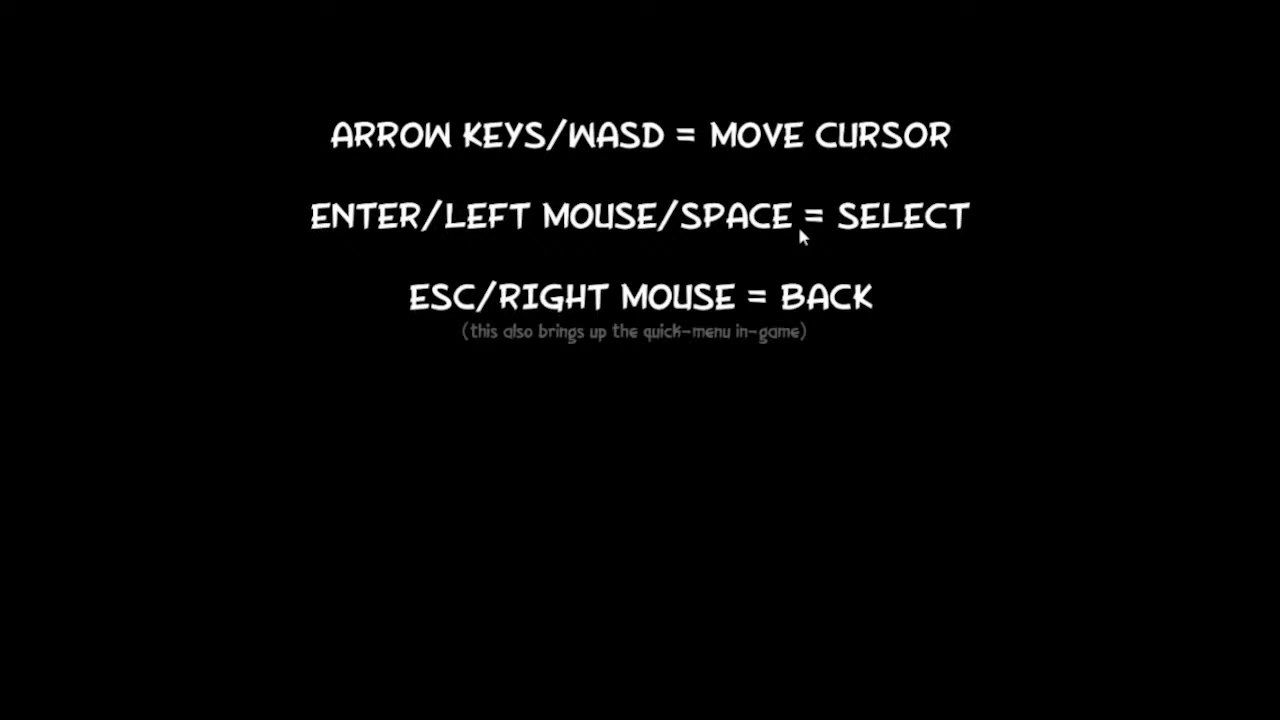 ARROW KEYS/WASD = MOVE CURSOR
ENTER/LEFT MOUSE/SPACE = SELECT
ESC/RIGHT MOUSE = BACK
(this also brings up the quick-menu in-game)